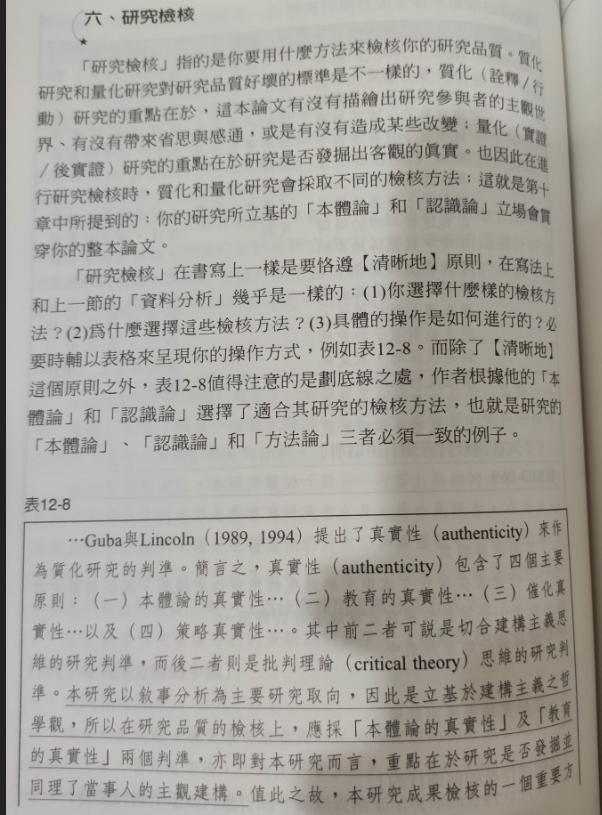 六、研究檢核
「研究檢核」指的是你要用什麼方法來檢核你的研究品質。質化
研究和量化研究對研究品質好壞的標準是不一樣的，質化（詮釋/行
動）研究的重點在於，這本論文有沒有描繪出研究參與者的主觀世
界、有沒有帶來省思與感通，或是有沒有造成某些改變；量化（實證
/後實證）研究的重點在於研究是否發掘出客觀的真實。也因此在進
行研究檢核時，質化和量化研究會採取不同的檢核方法；這就是第十
章中所提到的：你的研究所立基的「本體論」和「認識論」立場會貫
穿你的整本論文。
「研究檢核」在書寫上一樣是要恪遵【清晰地】原則，在寫法上
和上一節的「資料分析」幾乎是一樣的：(1)你選擇什麼樣的檢核方
法？(2)為什麼選擇這些檢核方法？(3)具體的操作是如何進行的？必
要時輔以表格來呈現你的操作方式，例如表12-8。而除了【清晰地】
這個原則之外，表12-8值得注意的是劃底線之處，作者根據他的「本
體論」和「認識論」選擇了適合其研究的檢核方法，也就是研究的
「本體論」、「認識論」和「方法論」三者必須一致的例子。
表12-8
…Guba與Lincoln（1989, 1994）提出了真實性（authenticity）來作
為質化研究的判準。簡言之，真實性（authenticity）包含了四個主要
原則：（一）本體論的真實性…（二）教育的真實性…（三）催化真
實性…以及（四）策略真實性…。其中前二者可說是切合建構主義思
維的研究判準，而後二者則是批判理論（critical theory）思維的研究判
準。本研究以敘事分析為主要研究取向，因此是立基於建構主義之哲
學觀，所以在研究品質的檢核上，應採「本體論的真實性」及「教育
的真實性」兩個判準，亦即對本研究而言，重點在於研究是否發掘並
同理了當事人的主觀建構。值此之故，本研究成果檢核的一個重要方